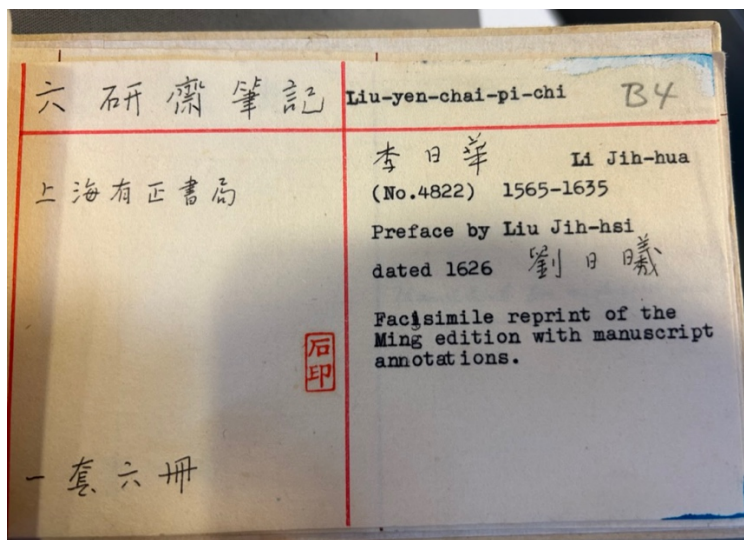 六研齋筆記
上海有正書局
石印
一套六冊
Liu-yen-chai-pi-chi B4
李日華 Li Jih-hua
(No.4822) 1565-1635
Preface by Liu Jih-hsi
dated 1626 劉日曦
Facisimile reprint of the
Ming edition with manuscript
annotations.